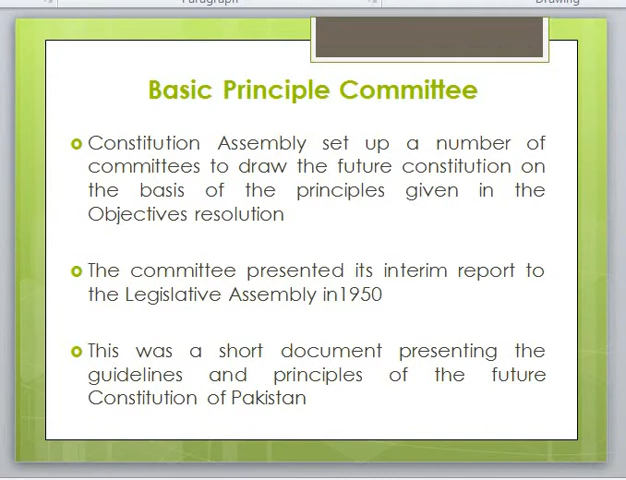 Paragraph
Drawing
Basic Principle Committee
Constitution Assembly set up a number of
committees to draw the future constitution on
the basis of the principles given in the
Objectives resolution
The committee presented its interim report to
the Legislative Assembly in1950
This was a short document presenting the
guidelines and principles of the future
Constitution of Pakistan